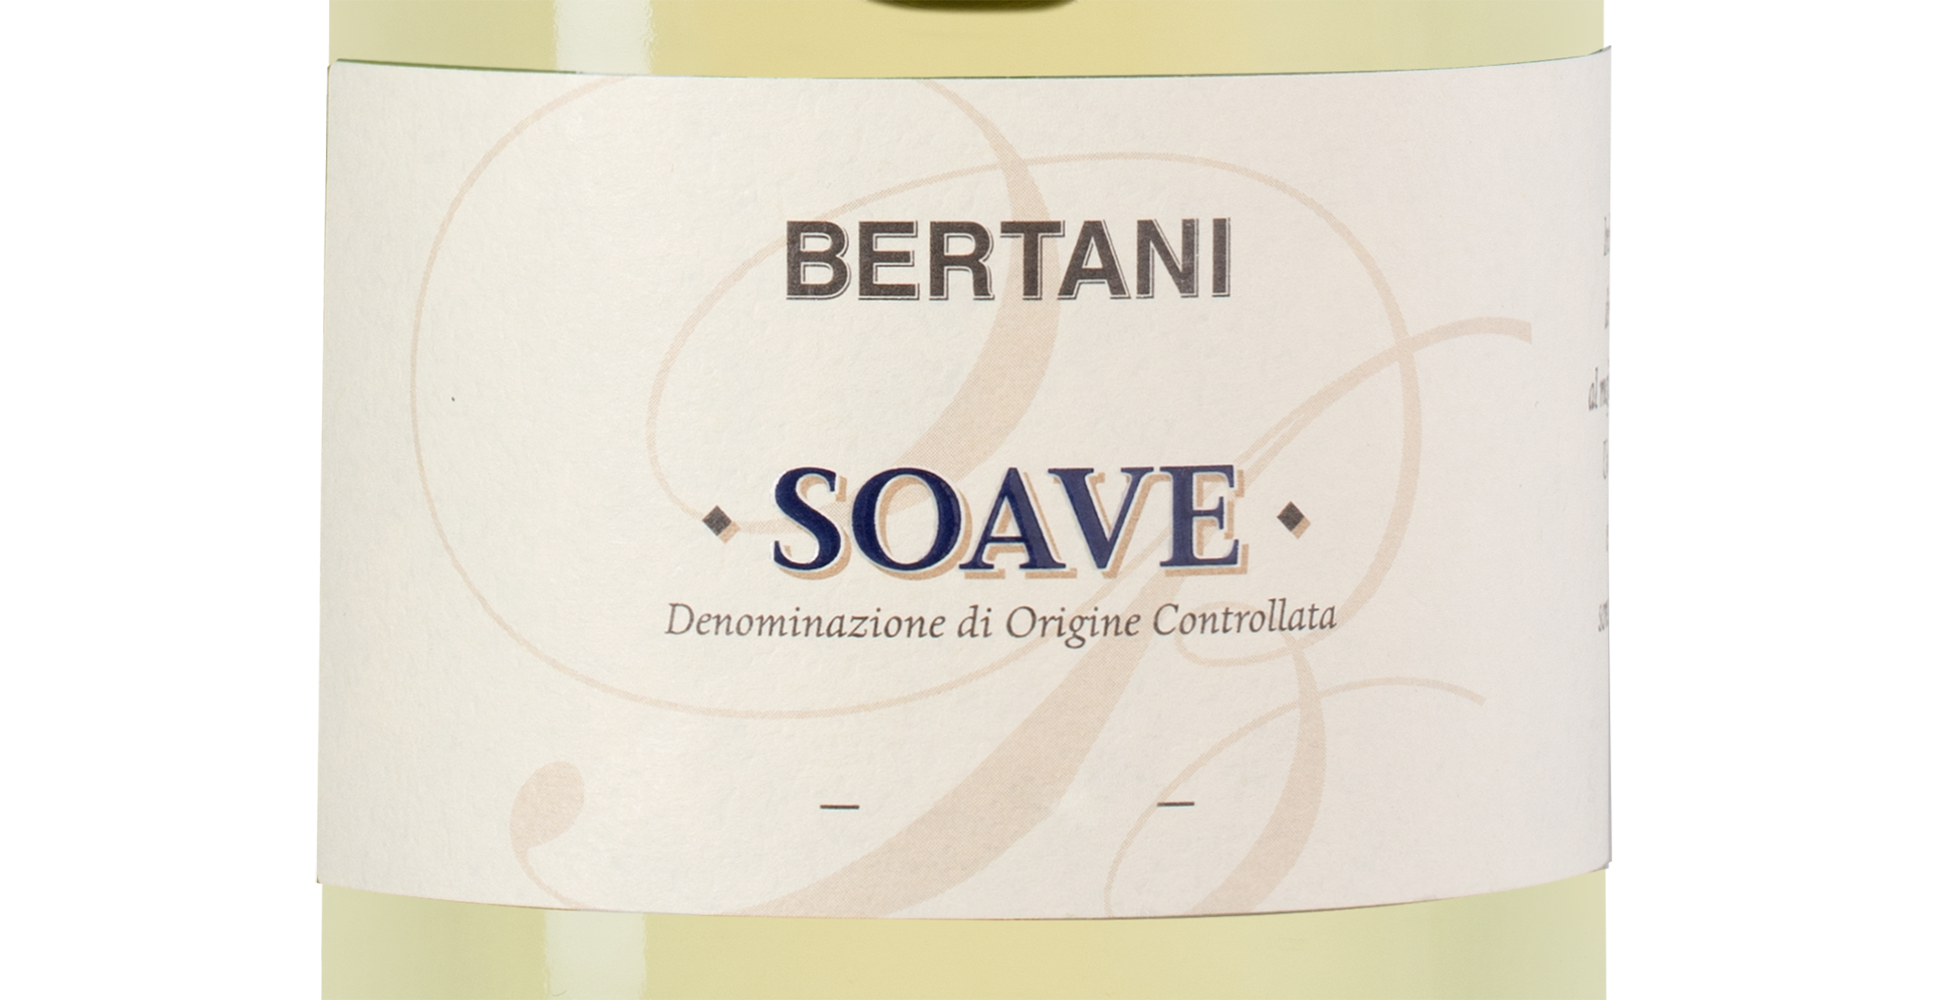 BERTANI
SOAVE
Denominazione di Origine Controllata